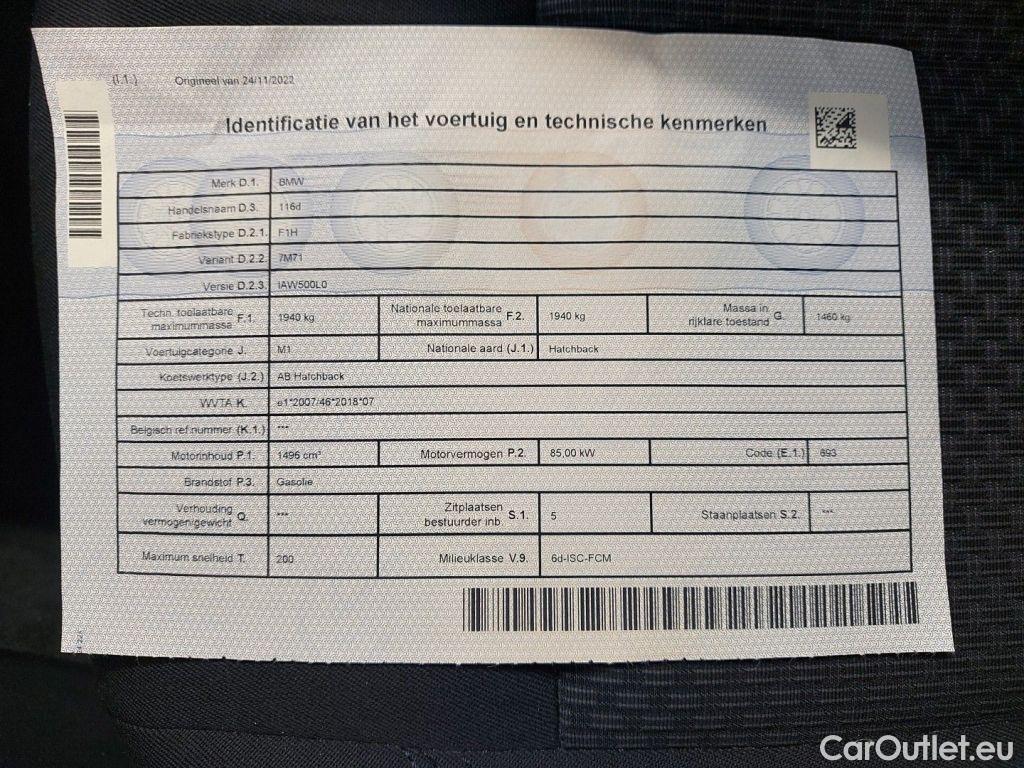 (I.1.) Origineel van 24/11/2022
Identificatie van het voertuig en technische kenmerken
Merk D.1. BMW
Handelsnaam D.3. 116d
Fabriekstype D.2.1. F1H
Variant D.2.2. 7M71
Versie D.2.3. IAW500L0
Techn. toelaatbare maximummassa F.1. 1940 kg Nationale toelaatbare maximummassa F.2. 1940 kg Massa in rijklare toestand G. 1460 kg
Voertuigcategorie J. M1 Nationale aard (J.1.) Hatchback
Koetswerktype (J.2.) AB Hatchback
WVTA K. e1*2007/46*2018*07
Belgisch ref.nummer (K.1.) ***
Motorinhoud P.1. 1496 cm³ Motorvermogen P.2. 85,00 kW Code (E.1.) 693
Brandstof P.3. Gasolie
Verhouding vermogen/gewicht Q. *** Zitplaatsen bestuurder inb. S.1. 5 Staanplaatsen S.2. ***
Maximum snelheid T. 200 Milieuklasse V.9. 6d-ISC-FCM
CarOutlet.eu